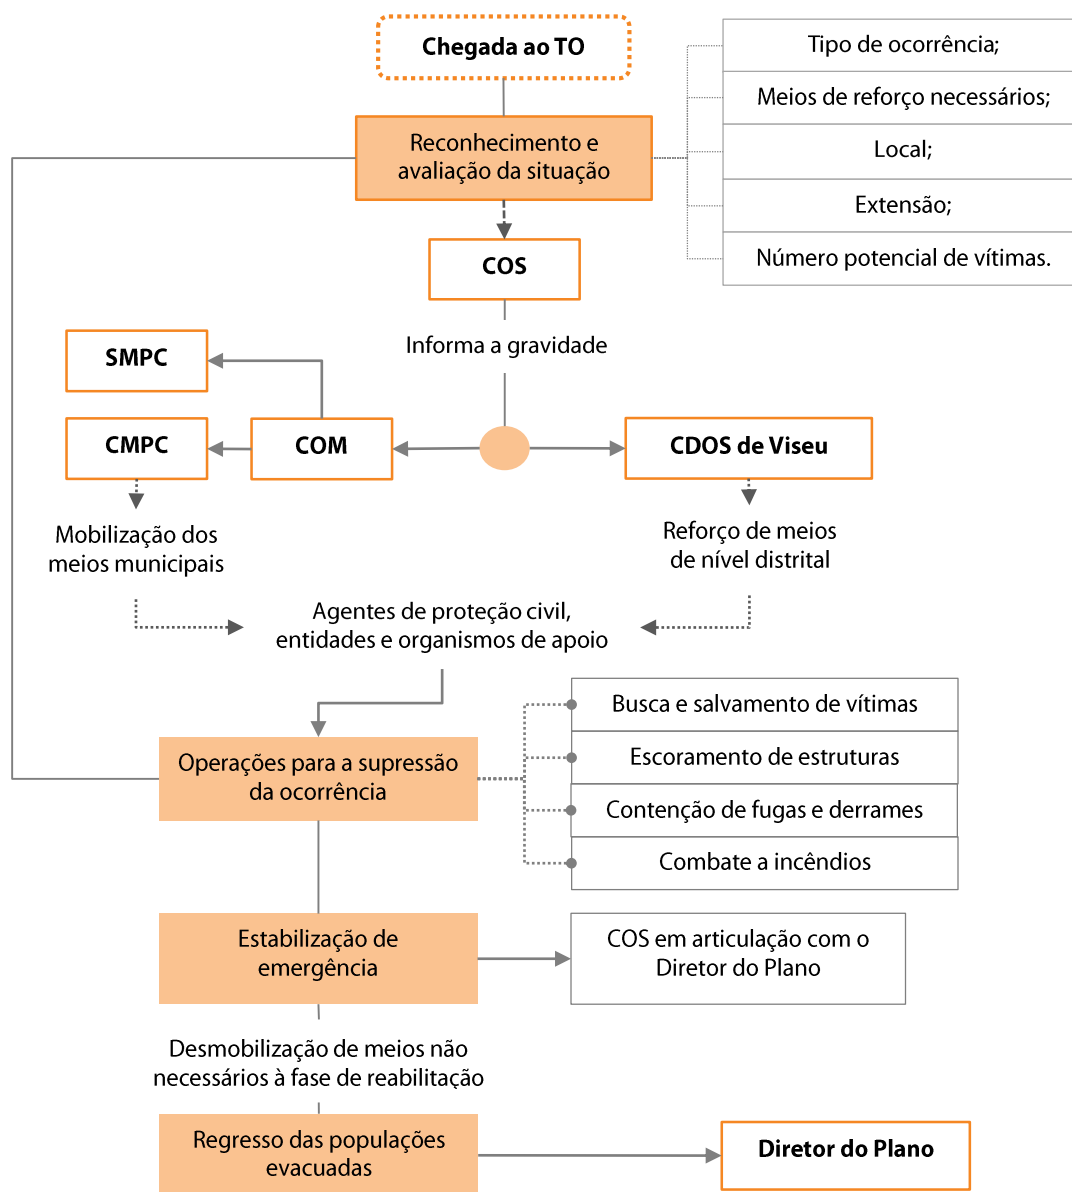 Chegada ao TO
Reconhecimento e
avaliação da situação
Tipo de ocorrência;
Meios de reforço necessários;
Local;
Extensão;
Número potencial de vítimas.
COS
Informa a gravidade
SMPC
CMPC
COM
CDOS de Viseu
Mobilização dos
meios municipais
Reforço de meios
de nível distrital
Agentes de proteção civil,
entidades e organismos de apoio
Operações para a supressão
da ocorrência
Busca e salvamento de vítimas
Escoramento de estruturas
Contenção de fugas e derrames
Combate a incêndios
Estabilização de
emergência
COS em articulação com o
Diretor do Plano
Desmobilização de meios não
necessários à fase de reabilitação
Regresso das populações
evacuadas
Diretor do Plano